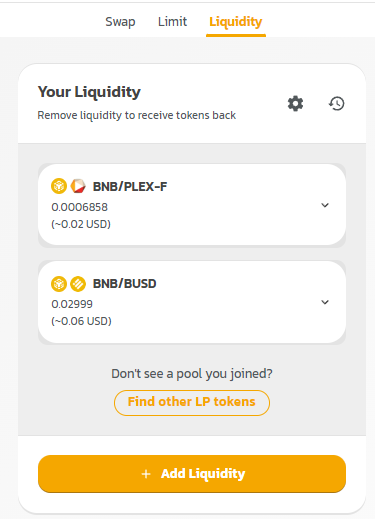 Swap Limit Liquidity
Your Liquidity
Remove liquidity to receive tokens back
BNB/PLEX-F
0.0006858
(~0.02 USD)
BNB/BUSD
0.02999
(~0.06 USD)
Don't see a pool you joined?
Find other LP tokens
+ Add Liquidity